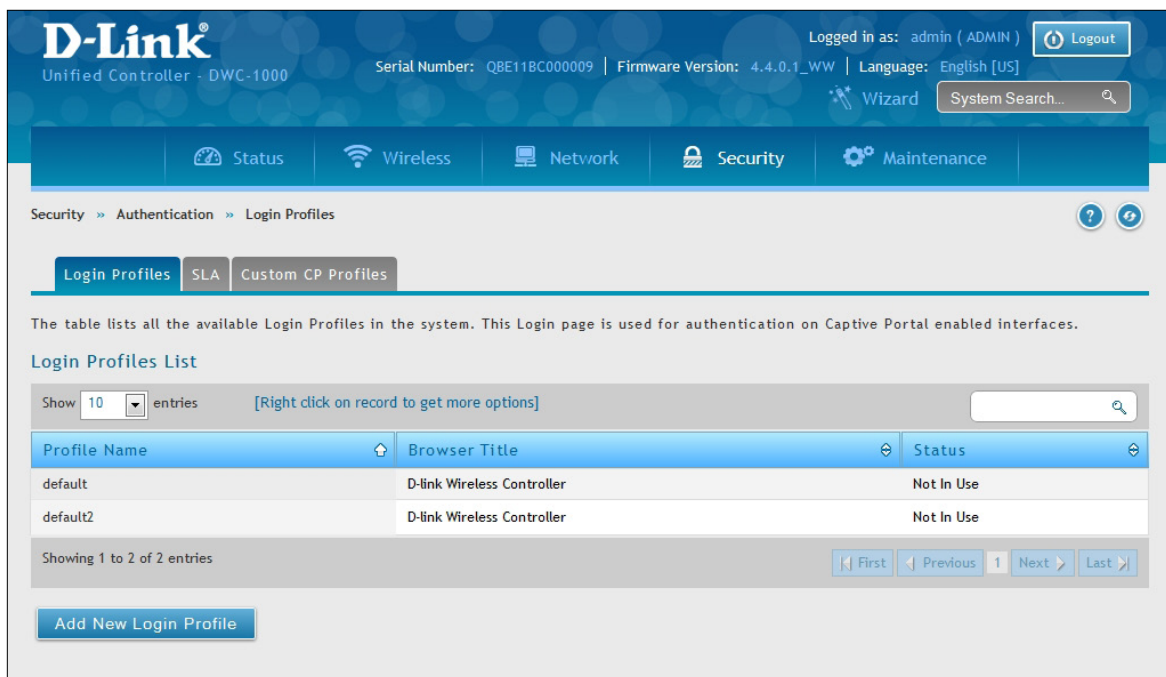 D-Link®
Unified Controller - DWC-1000
Logged in as: admin ( ADMIN ) Logout
Serial Number: QBE11BC000009 | Firmware Version: 4.4.0.1_WW | Language: English [US]
Wizard System Search...
Status Wireless Network Security Maintenance
Security » Authentication » Login Profiles
Login Profiles SLA Custom CP Profiles
The table lists all the available Login Profiles in the system. This Login page is used for authentication on Captive Portal enabled interfaces.
Login Profiles List
Show 10 entries [Right click on record to get more options]
Profile Name Browser Title Status
default D-link Wireless Controller Not In Use
default2 D-link Wireless Controller Not In Use
Showing 1 to 2 of 2 entries First Previous 1 Next Last
Add New Login Profile